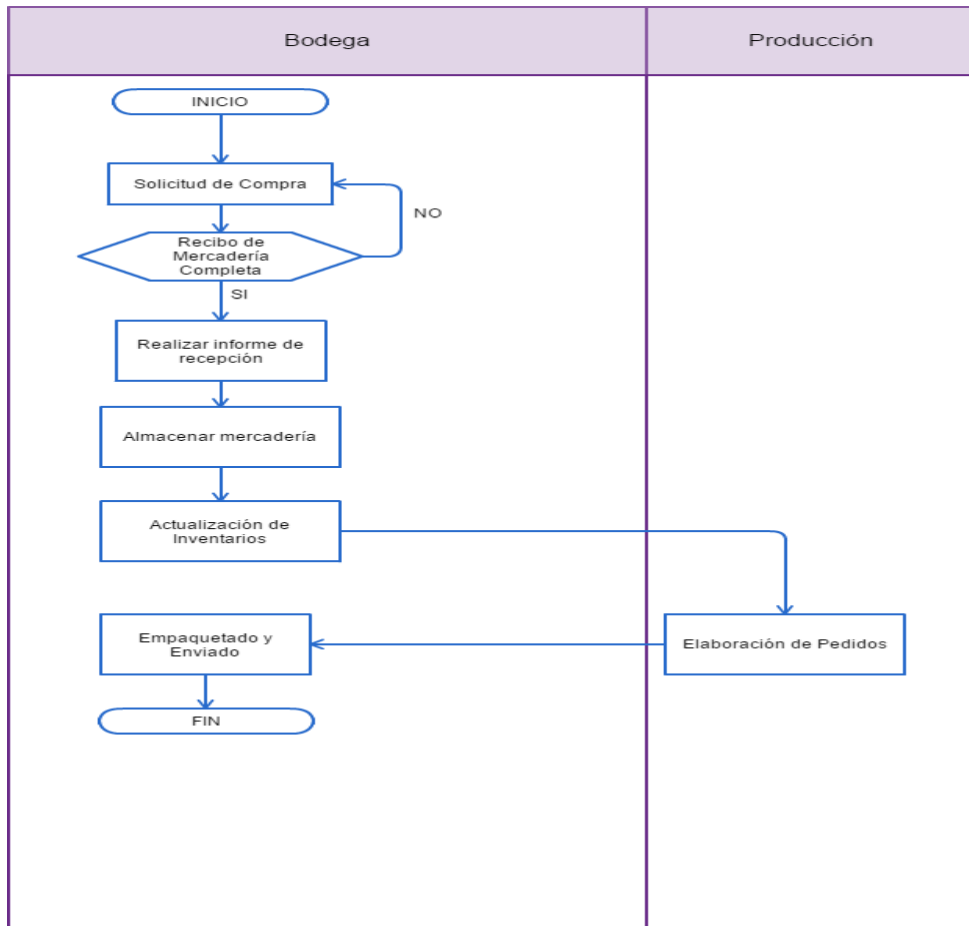 Bodega
Producción
INICIO
Solicitud de Compra
NO
Recibo de
Mercadería
Completa
SI
Realizar informe de
recepción
Almacenar mercadería
Actualización de
Inventarios
Empaquetado y
Enviado
Elaboración de Pedidos
FIN